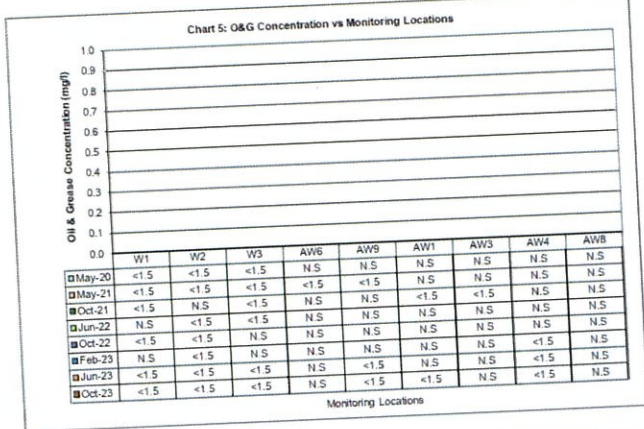 Chart 5: O&G Concentration vs Monitoring Locations
Oil & Grease Concentration (mg/l)
1.0
0.9
0.8
0.7
0.6
0.5
0.4
0.3
0.2
0.1
0.0
W1 W2 W3 AW6 AW9 AW1 AW3 AW4 AW8
May-20 <1.5 <1.5 <1.5 N.S N.S N.S N.S N.S N.S
May-21 <1.5 <1.5 <1.5 <1.5 <1.5 N.S N.S N.S N.S
Oct-21 <1.5 N.S <1.5 N.S N.S <1.5 <1.5 N.S N.S
Jun-22 N.S <1.5 <1.5 N.S N.S N.S N.S N.S N.S
Oct-22 <1.5 <1.5 N.S N.S N.S N.S N.S N.S N.S
Feb-23 N.S <1.5 N.S N.S N.S N.S N.S <1.5 N.S
Jun-23 <1.5 <1.5 <1.5 N.S <1.5 N.S N.S <1.5 N.S
Oct-23 <1.5 <1.5 <1.5 N.S <1.5 <1.5 N.S <1.5 N.S
Monitoring Locations